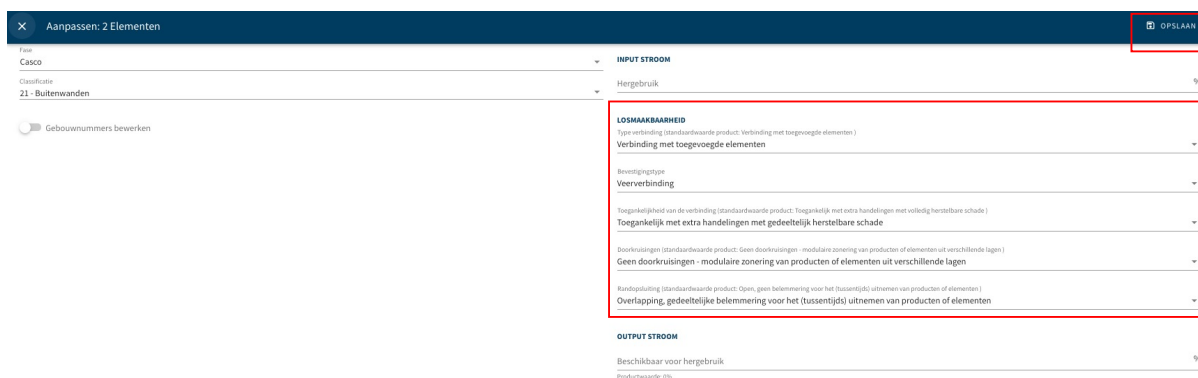 Aanpassen: 2 Elementen
OPSLAAN
Fase
Casco
Classificatie
21 - Buitenwanden
Gebouwnummers bewerken
INPUT STROOM
Hergebruik
%
LOSMAAKBAARHEID
Type verbinding (standaardwaarde product: Verbinding met toegevoegde elementen )
Verbinding met toegevoegde elementen
Bevestigingstype
Veerverbinding
Toegankelijkheid van de verbinding (standaardwaarde product: Toegankelijk met extra handelingen met volledig herstelbare schade )
Toegankelijk met extra handelingen met gedeeltelijk herstelbare schade
Doorkruisingen (standaardwaarde product: Geen doorkruisingen - modulaire zonering van producten of elementen uit verschillende lagen )
Geen doorkruisingen - modulaire zonering van producten of elementen uit verschillende lagen
Randopsluiting (standaardwaarde product: Open, geen belemmering voor het (tussentijds) uitnemen van producten of elementen )
Overlapping, gedeeltelijke belemmering voor het (tussentijds) uitnemen van producten of elementen
OUTPUT STROOM
Beschikbaar voor hergebruik
%
Productwaarde: 0%